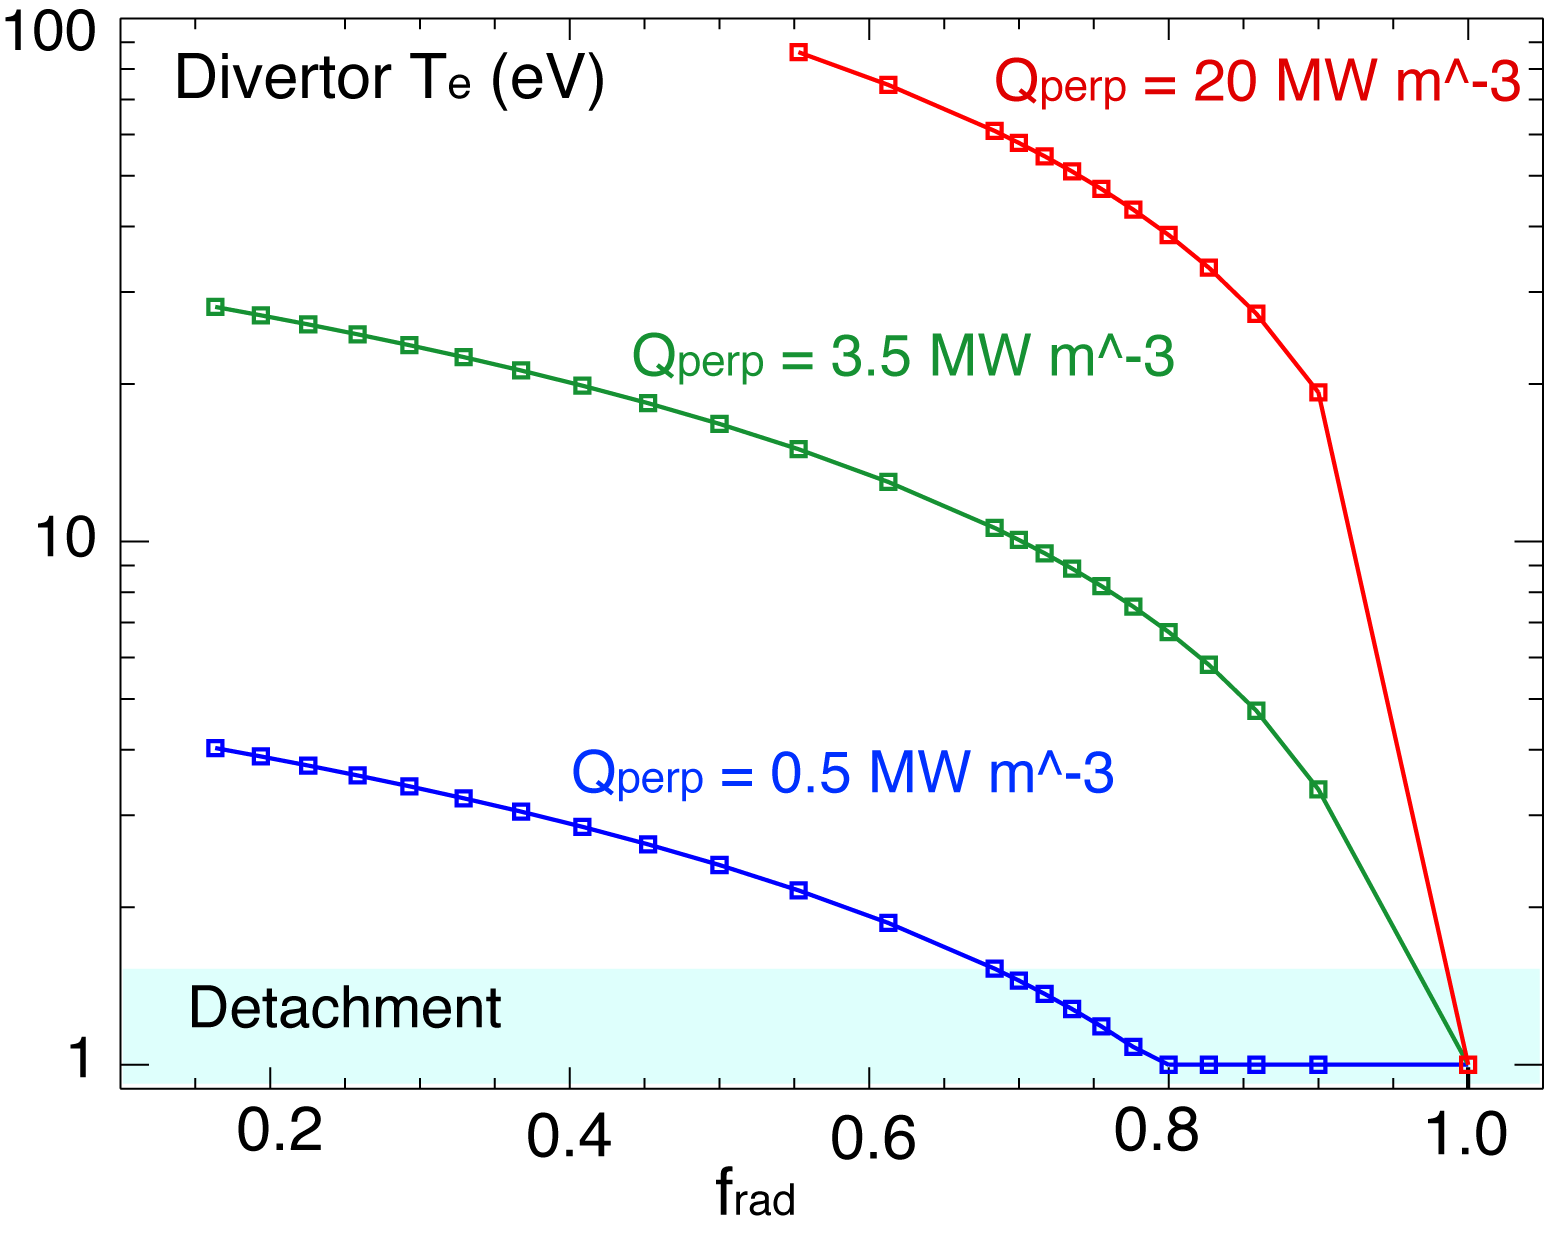 100
Divertor Te (eV)
Qperp = 20 MW m^-3
Qperp = 3.5 MW m^-3
10
Qperp = 0.5 MW m^-3
Detachment
1
0.2 0.4 0.6 0.8 1.0
frad